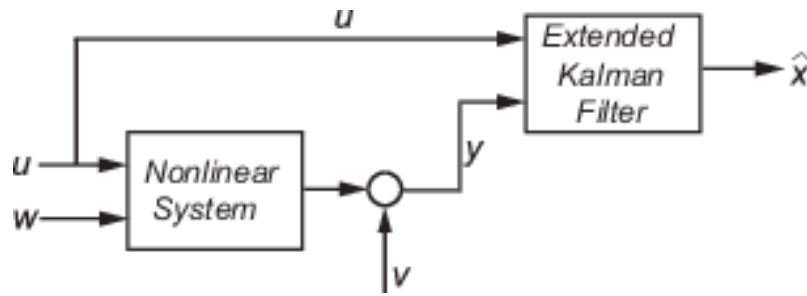 u
Extended
Kalman
Filter
x̂
y
u
Nonlinear
System
w
v